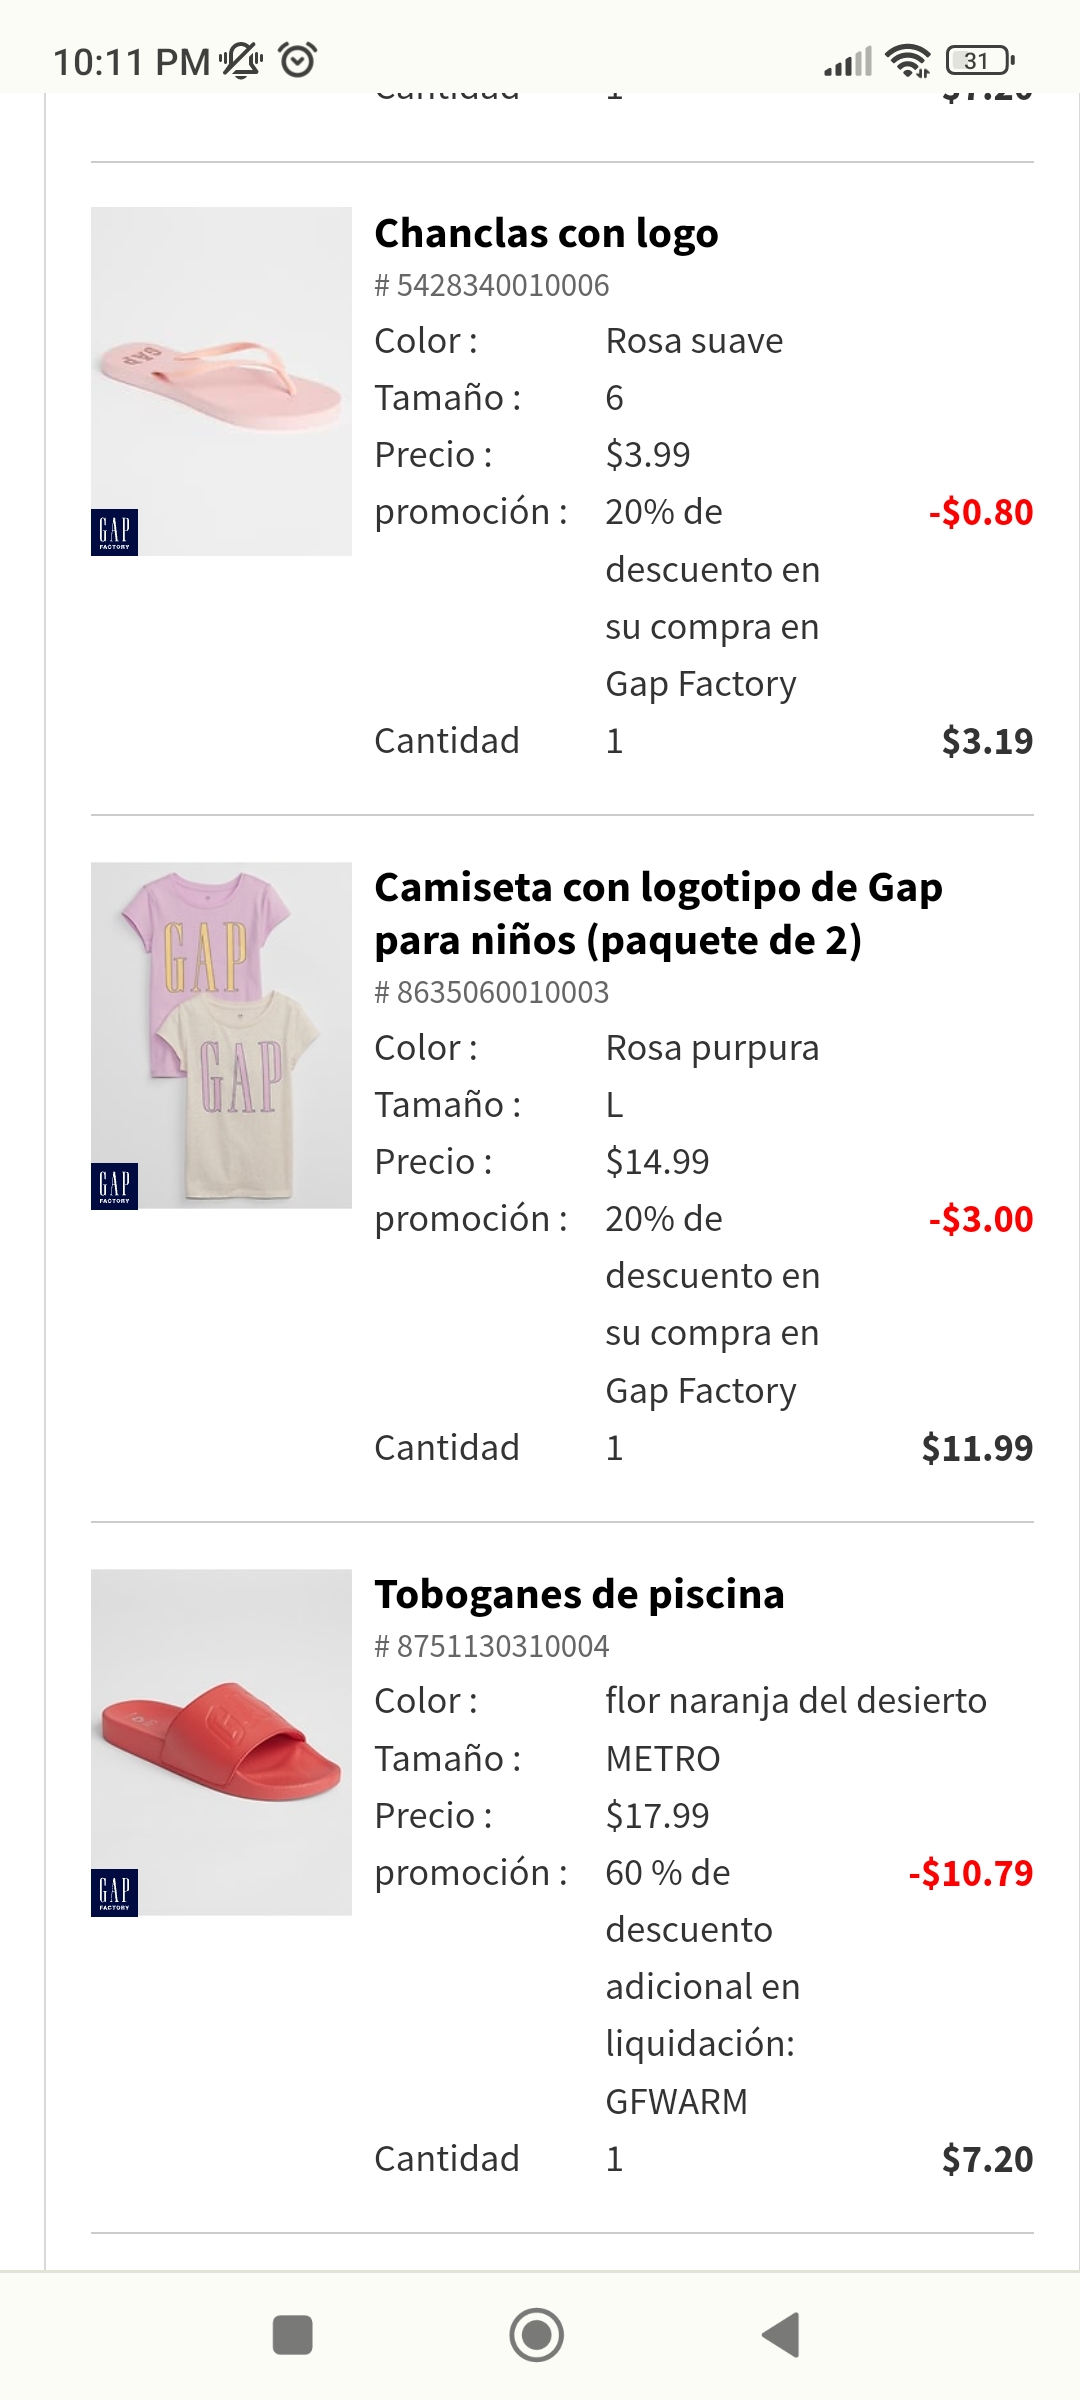 10:11 PM
31
Cantidad 1 $7.20
Chanclas con logo
# 5428340010006
Color : Rosa suave
Tamaño : 6
Precio : $3.99
promoción : 20% de -$0.80
descuento en
su compra en
Gap Factory
Cantidad 1 $3.19
GAP
GAP
FACTORY
Camiseta con logotipo de Gap
para niños (paquete de 2)
# 8635060010003
Color : Rosa purpura
Tamaño : L
Precio : $14.99
promoción : 20% de -$3.00
descuento en
su compra en
Gap Factory
Cantidad 1 $11.99
GAP
GAP
GAP
FACTORY
Toboganes de piscina
# 8751130310004
Color : flor naranja del desierto
Tamaño : METRO
Precio : $17.99
promoción : 60 % de -$10.79
descuento
adicional en
liquidación:
GFWARM
Cantidad 1 $7.20
GAP
FACTORY